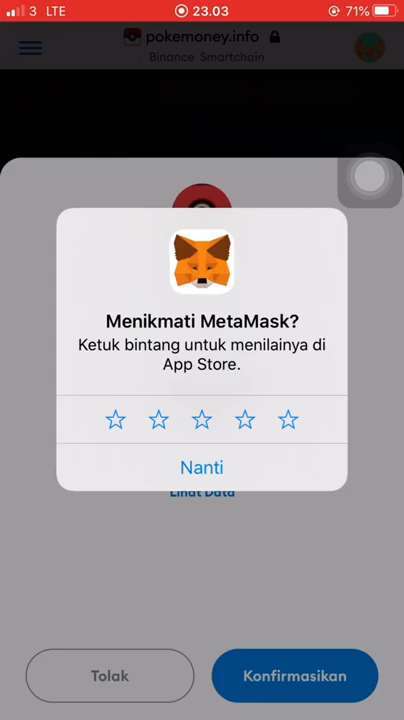 3 LTE 23.03 71%
pokemoney.info
Binance Smartchain
Menikmati MetaMask?
Ketuk bintang untuk menilainya di
App Store.
Nanti
Lihat Data
Tolak Konfirmasikan